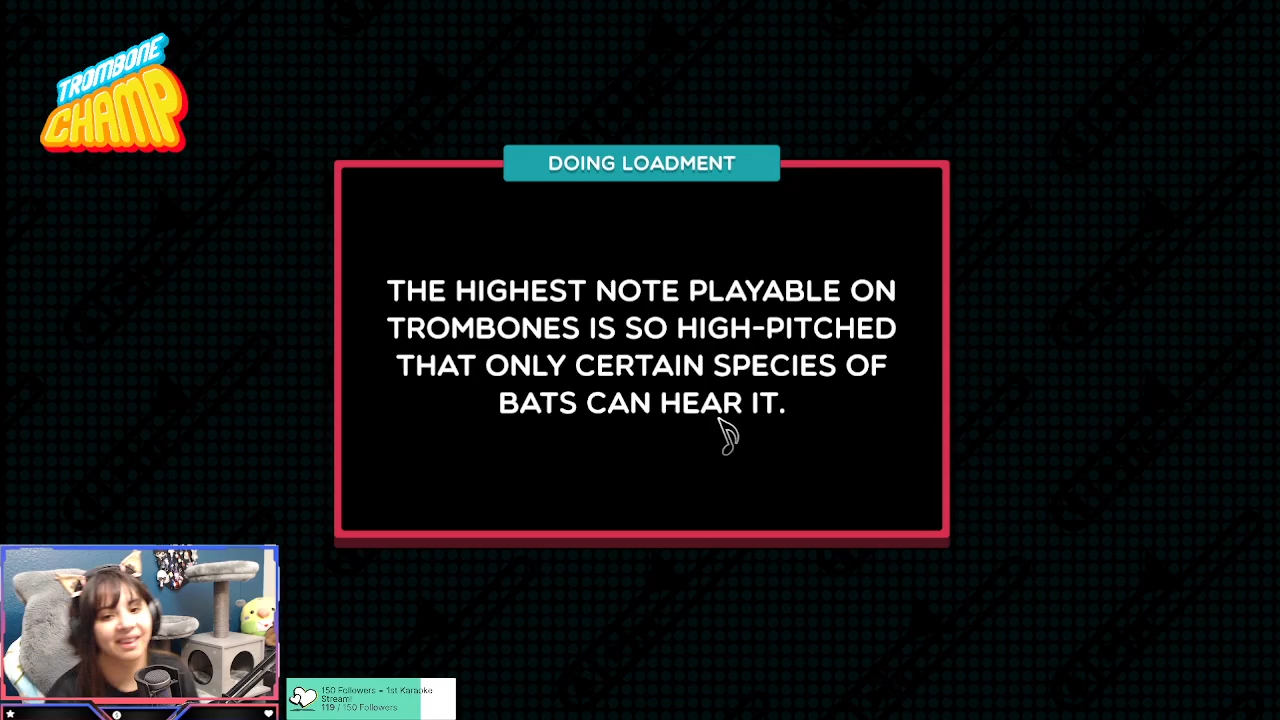 TROMBONE
CHAMP
DOING LOADMENT
THE HIGHEST NOTE PLAYABLE ON
TROMBONES IS SO HIGH-PITCHED
THAT ONLY CERTAIN SPECIES OF
BATS CAN HEAR IT.
150 Followers = 1st Karaoke
Stream!
119 / 150 Followers